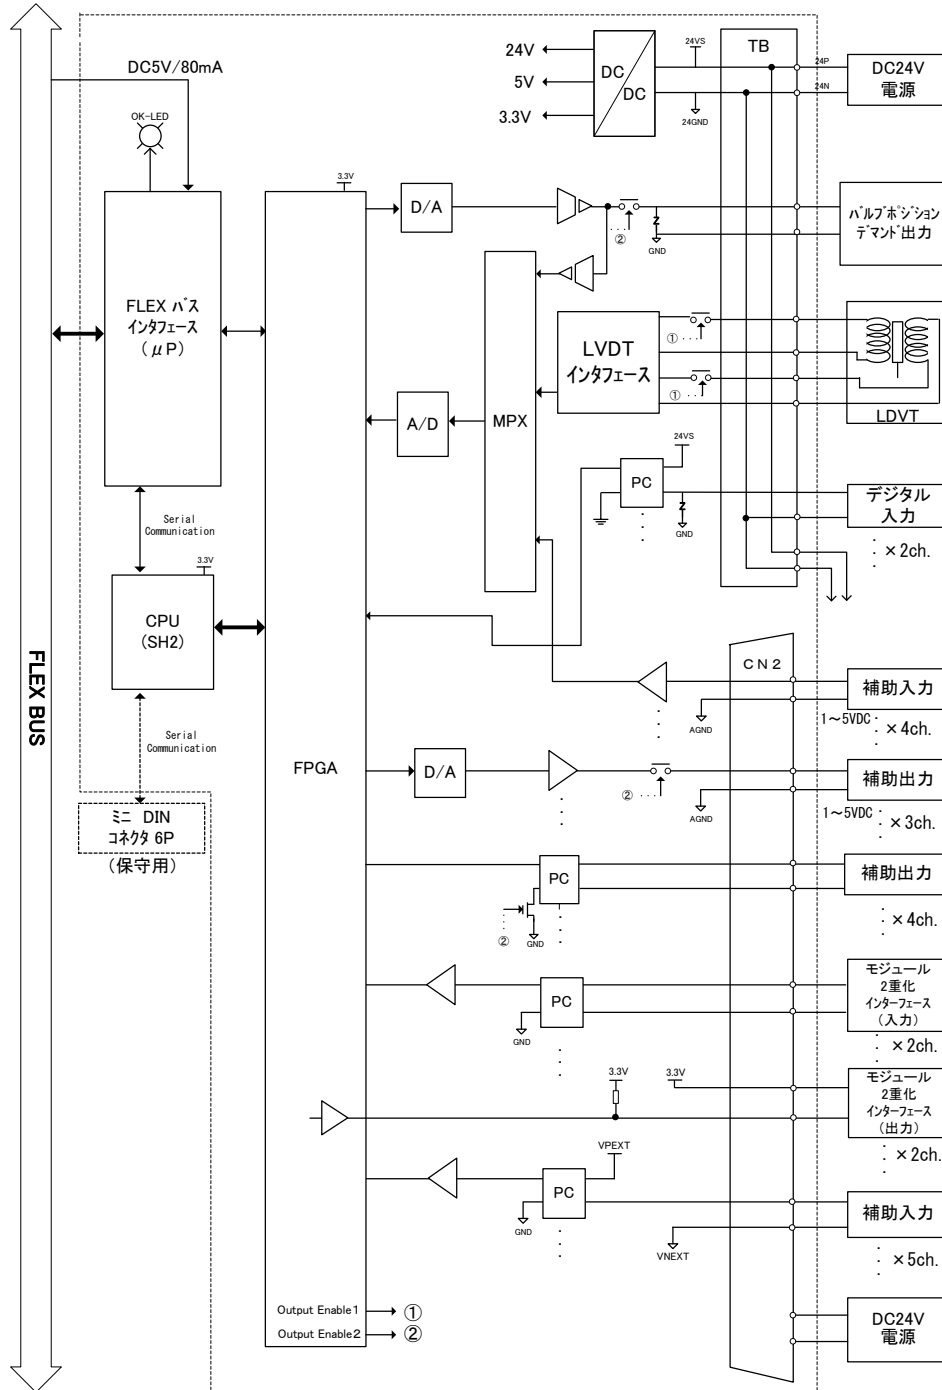 DC5V/80mA
OK-LED
24V
5V
3.3V
DC
DC
24VS
24GND
TB
24P
24N
DC24V
電源
3.3V
D/A
②
GND
バルブポジション
デマンド出力
FLEX バス
インタフェース
(μP)
MPX
LVDT
インタフェース
①
①
LDVT
A/D
24VS
PC
GND
デジタル
入力
×2ch.
Serial
Communication
3.3V
CPU
(SH2)
FLEX BUS
CN2
補助入力
AGND
1～5VDC
×4ch.
Serial
Communication
FPGA
D/A
②
AGND
補助出力
1～5VDC
×3ch.
ミニ DIN
コネクタ 6P
(保守用)
PC
②
GND
補助出力
×4ch.
PC
GND
モジュール
2重化
インターフェース
(入力)
×2ch.
3.3V
3.3V
モジュール
2重化
インターフェース
(出力)
×2ch.
VPEXT
PC
GND
VNEXT
補助入力
×5ch.
Output Enable1
①
Output Enable2
②
DC24V
電源